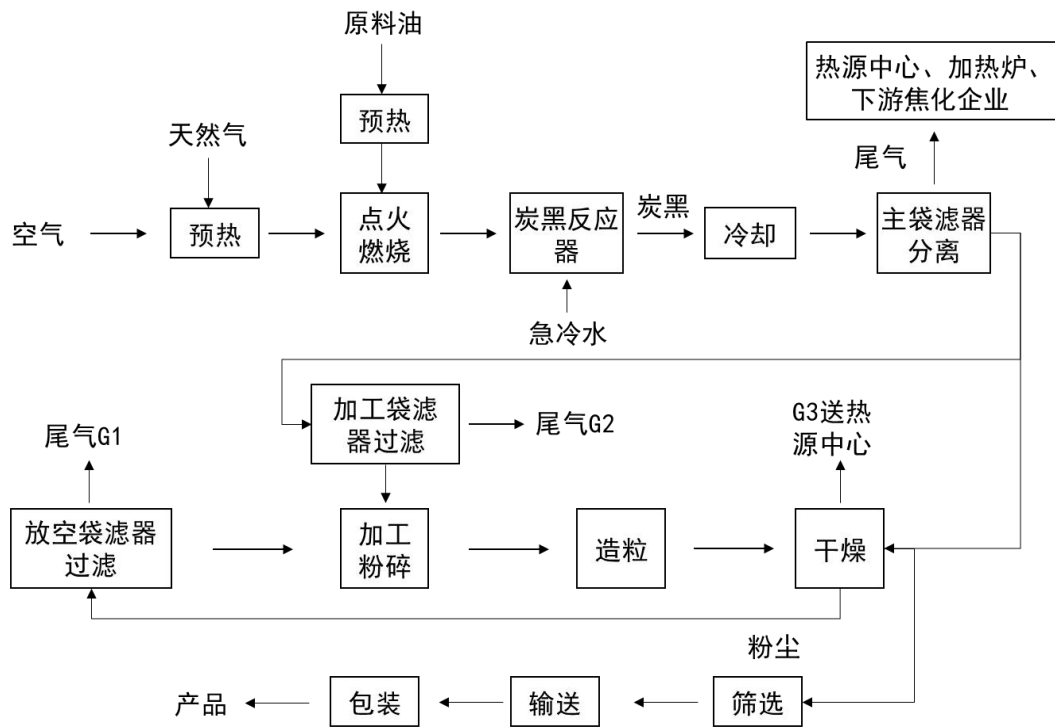 原料油
热源中心、加热炉、
下游焦化企业
预热
天然气
尾气
空气
预热
点火
燃烧
炭黑反应
器
炭黑
冷却
主袋滤器
分离
急冷水
加工袋滤
器过滤
尾气G2
G3送热
源中心
尾气G1
放空袋滤器
过滤
加工
粉碎
造粒
干燥
粉尘
产品
包装
输送
筛选